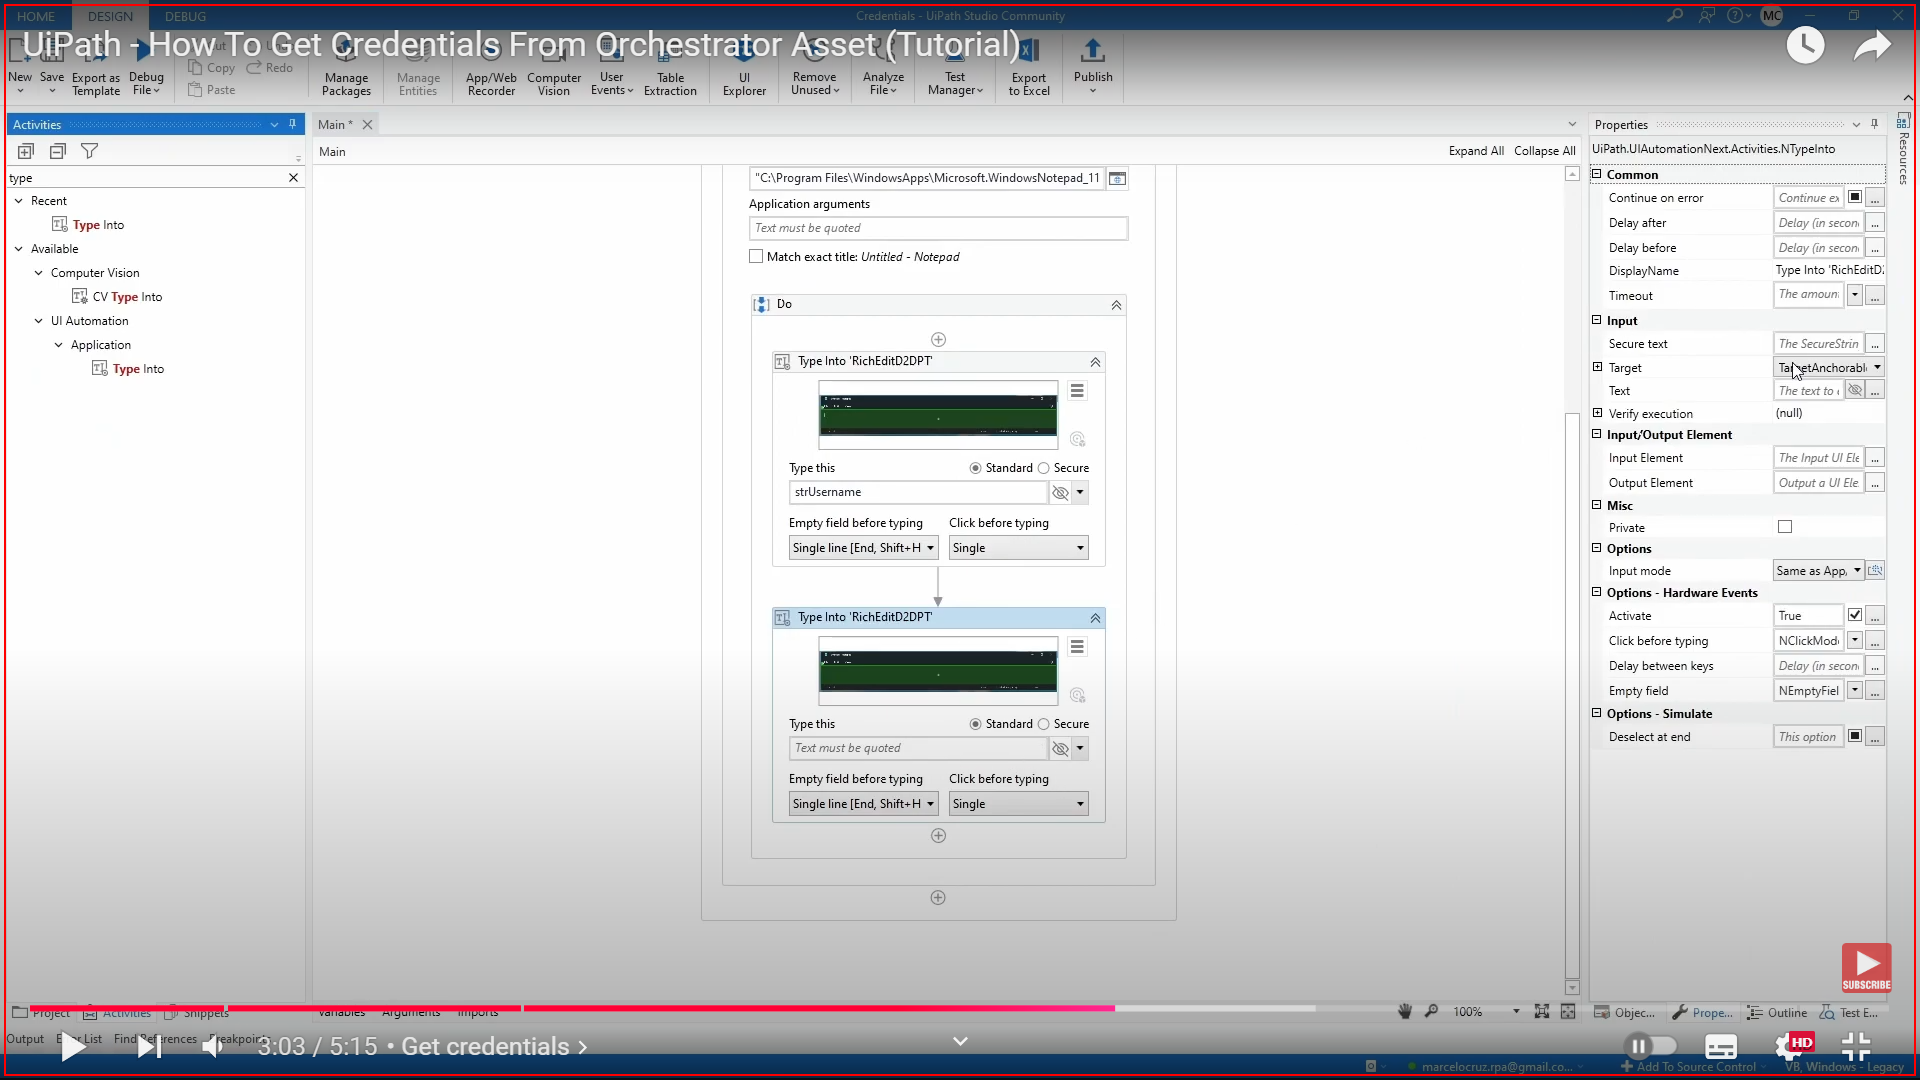 HOME DESIGN DEBUG
Credentials - UiPath Studio Community
MC
UiPath - How To Get Credentials From Orchestrator Asset (Tutorial)
New
Save
Export as Template
Debug File
Copy
Redo
Paste
Manage Packages
Manage Entities
App/Web Recorder
Computer Vision
User Events
Table Extraction
UI Explorer
Remove Unused
Analyze File
Test Manager
Export to Excel
Publish
Activities
type
Recent
Type Into
Available
Computer Vision
CV Type Into
UI Automation
Application
Type Into
Main *
Main
Expand All Collapse All
"C:\Program Files\WindowsApps\Microsoft.WindowsNotepad_11
Application arguments
Text must be quoted
Match exact title: Untitled - Notepad
Do
Type Into 'RichEditD2DPT'
Type this Standard Secure
strUsername
Empty field before typing Click before typing
Single line [End, Shift+H Single
Type Into 'RichEditD2DPT'
Type this Standard Secure
Text must be quoted
Empty field before typing Click before typing
Single line [End, Shift+H Single
Properties
Resources
UiPath.UIAutomationNext.Activities.NTypeInto
Common
Continue on error Continue ex ...
Delay after Delay (in secon ...
Delay before Delay (in secon ...
DisplayName Type Into 'RichEditD2
Timeout The amoun ...
Input
Secure text The SecureStrin ...
Target TargetAnchorabl
Text The text to e ...
Verify execution (null)
Input/Output Element
Input Element The Input UI Ele ...
Output Element Output a UI Ele. ...
Misc
Private
Options
Input mode Same as App,
Options - Hardware Events
Activate True ...
Click before typing NClickMod ...
Delay between keys Delay (in secon ...
Empty field NEmptyFiel ...
Options - Simulate
Deselect at end This option ...
SUBSCRIBE
Project Activities Snippets
Variables Arguments Imports
100%
Objec... Prope... Outline Test E...
Output Error List Find References Breakpoints
3:03 / 5:15 • Get credentials
HD
marcelocruz.rpa@gmail.co...
Add To Source Control
VB, Windows - Legacy